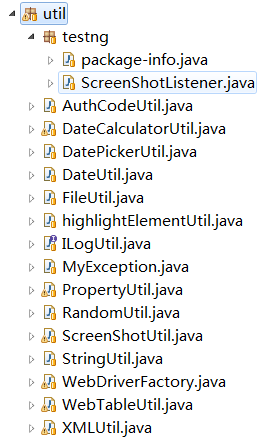 util
testng
package-info.java
ScreenShotListener.java
AuthCodeUtil.java
DateCalculatorUtil.java
DatePickerUtil.java
DateUtil.java
FileUtil.java
highlightElementUtil.java
ILogUtil.java
MyException.java
PropertyUtil.java
RandomUtil.java
ScreenShotUtil.java
StringUtil.java
WebDriverFactory.java
WebTableUtil.java
XMLUtil.java